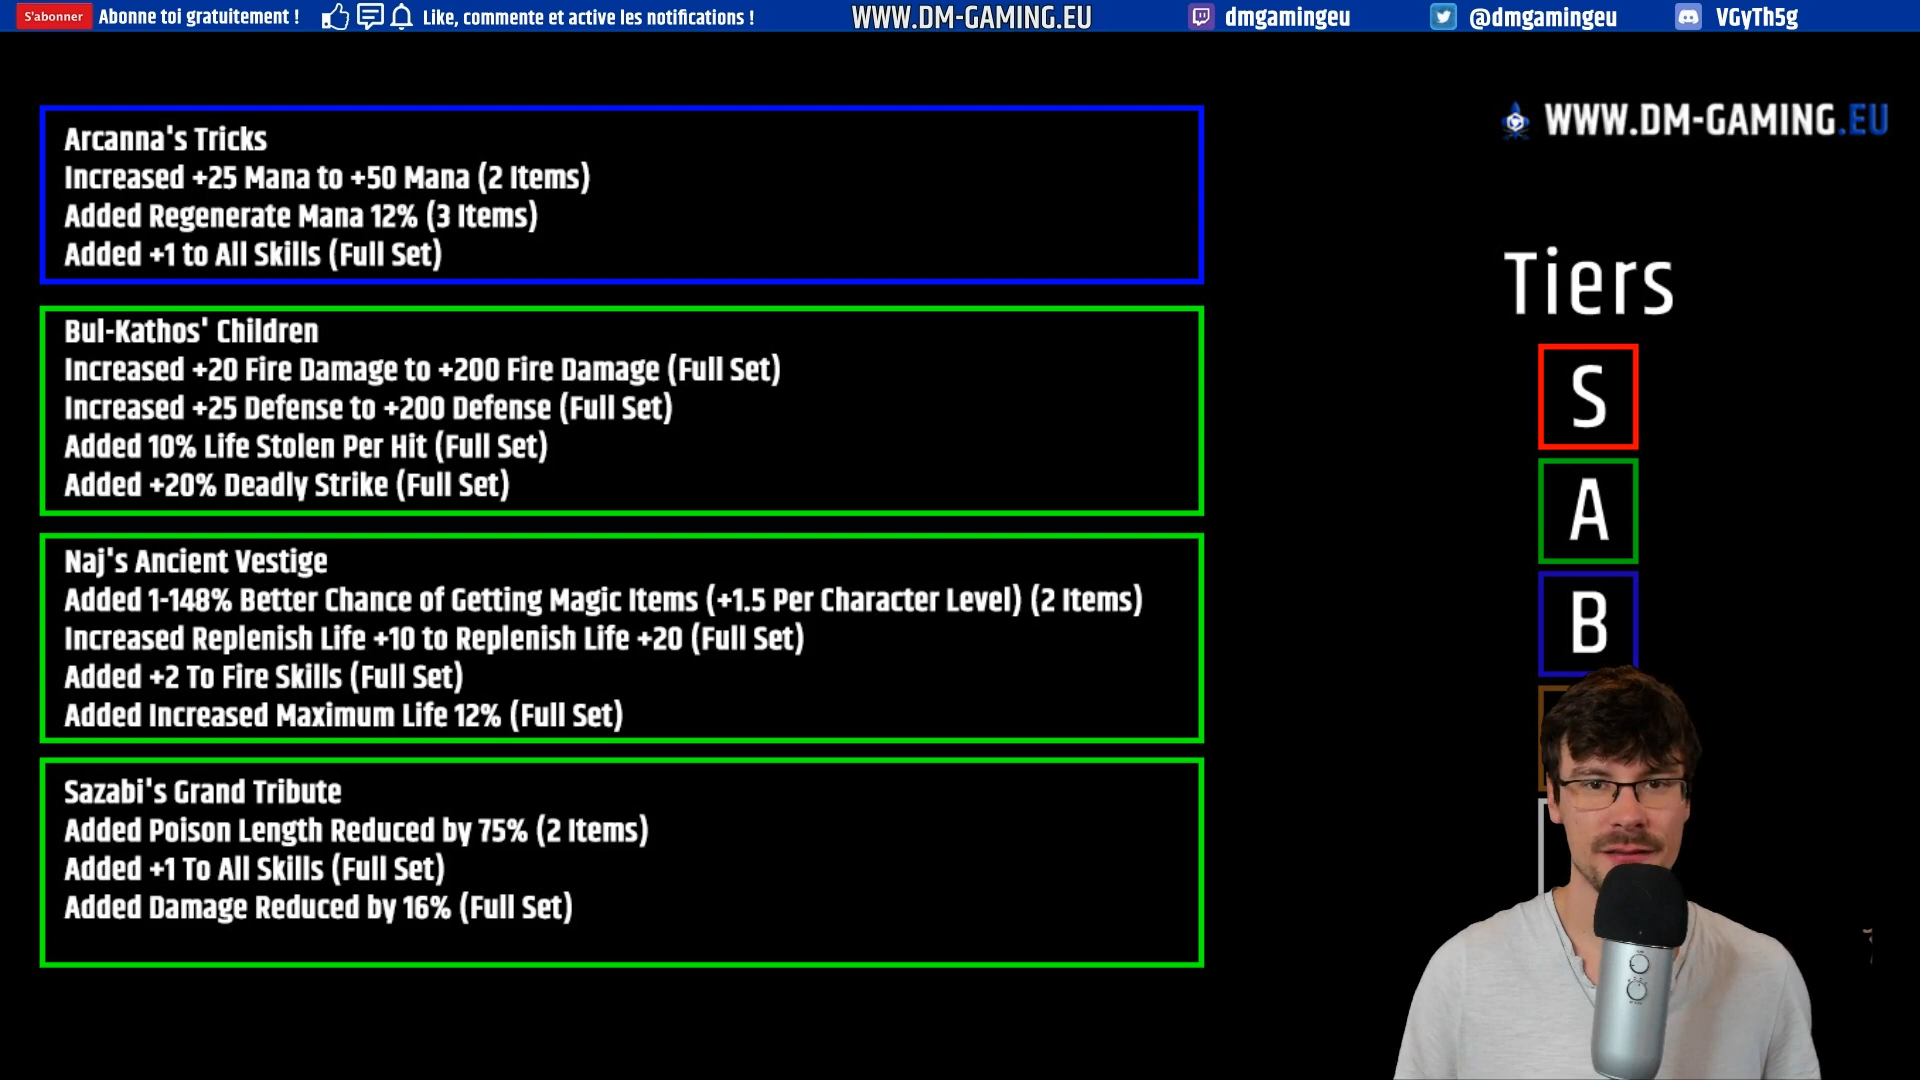 S'abonner Abonne toi gratuitement ! Like, commente et active les notifications ! WWW.DM-GAMING.EU dmgamingeu @dmgamingeu VGyTh5g
WWW.DM-GAMING.EU
Arcanna's Tricks
Increased +25 Mana to +50 Mana (2 Items)
Added Regenerate Mana 12% (3 Items)
Added +1 to All Skills (Full Set)
Bul-Kathos' Children
Increased +20 Fire Damage to +200 Fire Damage (Full Set)
Increased +25 Defense to +200 Defense (Full Set)
Added 10% Life Stolen Per Hit (Full Set)
Added +20% Deadly Strike (Full Set)
Naj's Ancient Vestige
Added 1-148% Better Chance of Getting Magic Items (+1.5 Per Character Level) (2 Items)
Increased Replenish Life +10 to Replenish Life +20 (Full Set)
Added +2 To Fire Skills (Full Set)
Added Increased Maximum Life 12% (Full Set)
Sazabi's Grand Tribute
Added Poison Length Reduced by 75% (2 Items)
Added +1 To All Skills (Full Set)
Added Damage Reduced by 16% (Full Set)
Tiers
S
A
B